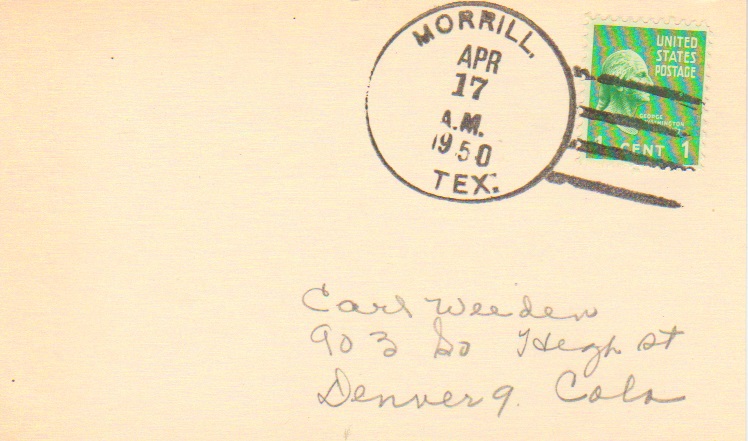 MORRILL,
APR
17
A.M.
1950
TEX.
UNITED
STATES
POSTAGE
GEORGE
WASHINGTON
1 CENT 1
Carl Weeden
903 So High St
Denver 9. Colo